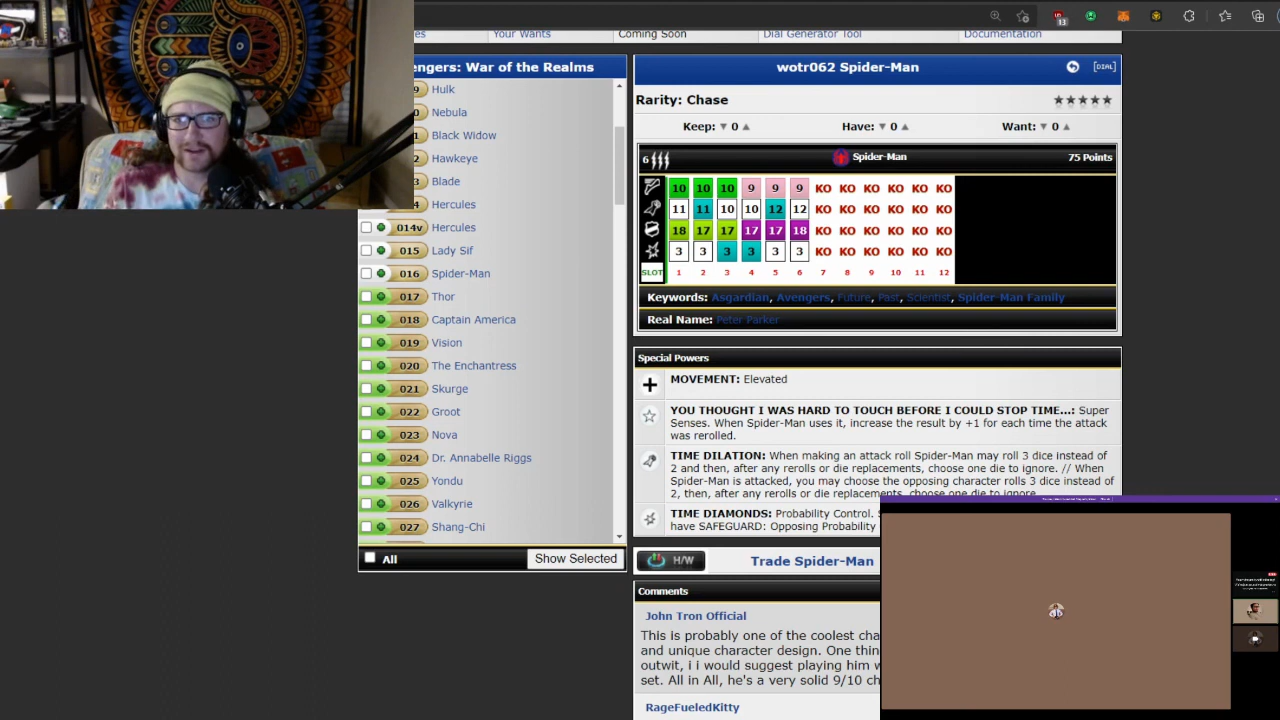 13
Your Wants
Coming Soon
Dial Generator Tool
Documentation
engers: War of the Realms
9 Hulk
0 Nebula
1 Black Widow
2 Hawkeye
3 Blade
4 Hercules
014v Hercules
015 Lady Sif
016 Spider-Man
017 Thor
018 Captain America
019 Vision
020 The Enchantress
021 Skurge
022 Groot
023 Nova
024 Dr. Annabelle Riggs
025 Yondu
026 Valkyrie
027 Shang-Chi
All
Show Selected
wotr062 Spider-Man
[DIAL]
Rarity: Chase
★★★★★
Keep: ▼ 0 ▲ Have: ▼ 0 ▲ Want: ▼ 0 ▲
6 Spider-Man 75 Points
10 10 10 9 9 9 KO KO KO KO KO KO
11 11 10 10 12 12 KO KO KO KO KO KO
18 17 17 17 17 18 KO KO KO KO KO KO
3 3 3 3 3 3 KO KO KO KO KO KO
SLOT 1 2 3 4 5 6 7 8 9 10 11 12
Keywords: Asgardian, Avengers, Future, Past, Scientist, Spider-Man Family
Real Name: Peter Parker
Special Powers
MOVEMENT: Elevated
YOU THOUGHT I WAS HARD TO TOUCH BEFORE I COULD STOP TIME...: Super
Senses. When Spider-Man uses it, increase the result by +1 for each time the attack
was rerolled.
TIME DILATION: When making an attack roll Spider-Man may roll 3 dice instead of
2 and then, after any rerolls or die replacements, choose one die to ignore. // When
Spider-Man is attacked, you may choose the opposing character rolls 3 dice instead of
2, then, after any rerolls or die replacements, choose one die to ignore.
TIME DIAMONDS: Probability Control.
have SAFEGUARD: Opposing Probability
H/W
Trade Spider-Man
Comments
John Tron Official
This is probably one of the coolest cha
and unique character design. One thin
outwit, i i would suggest playing him w
set. All in All, he's a very solid 9/10 ch
RageFueledKitty